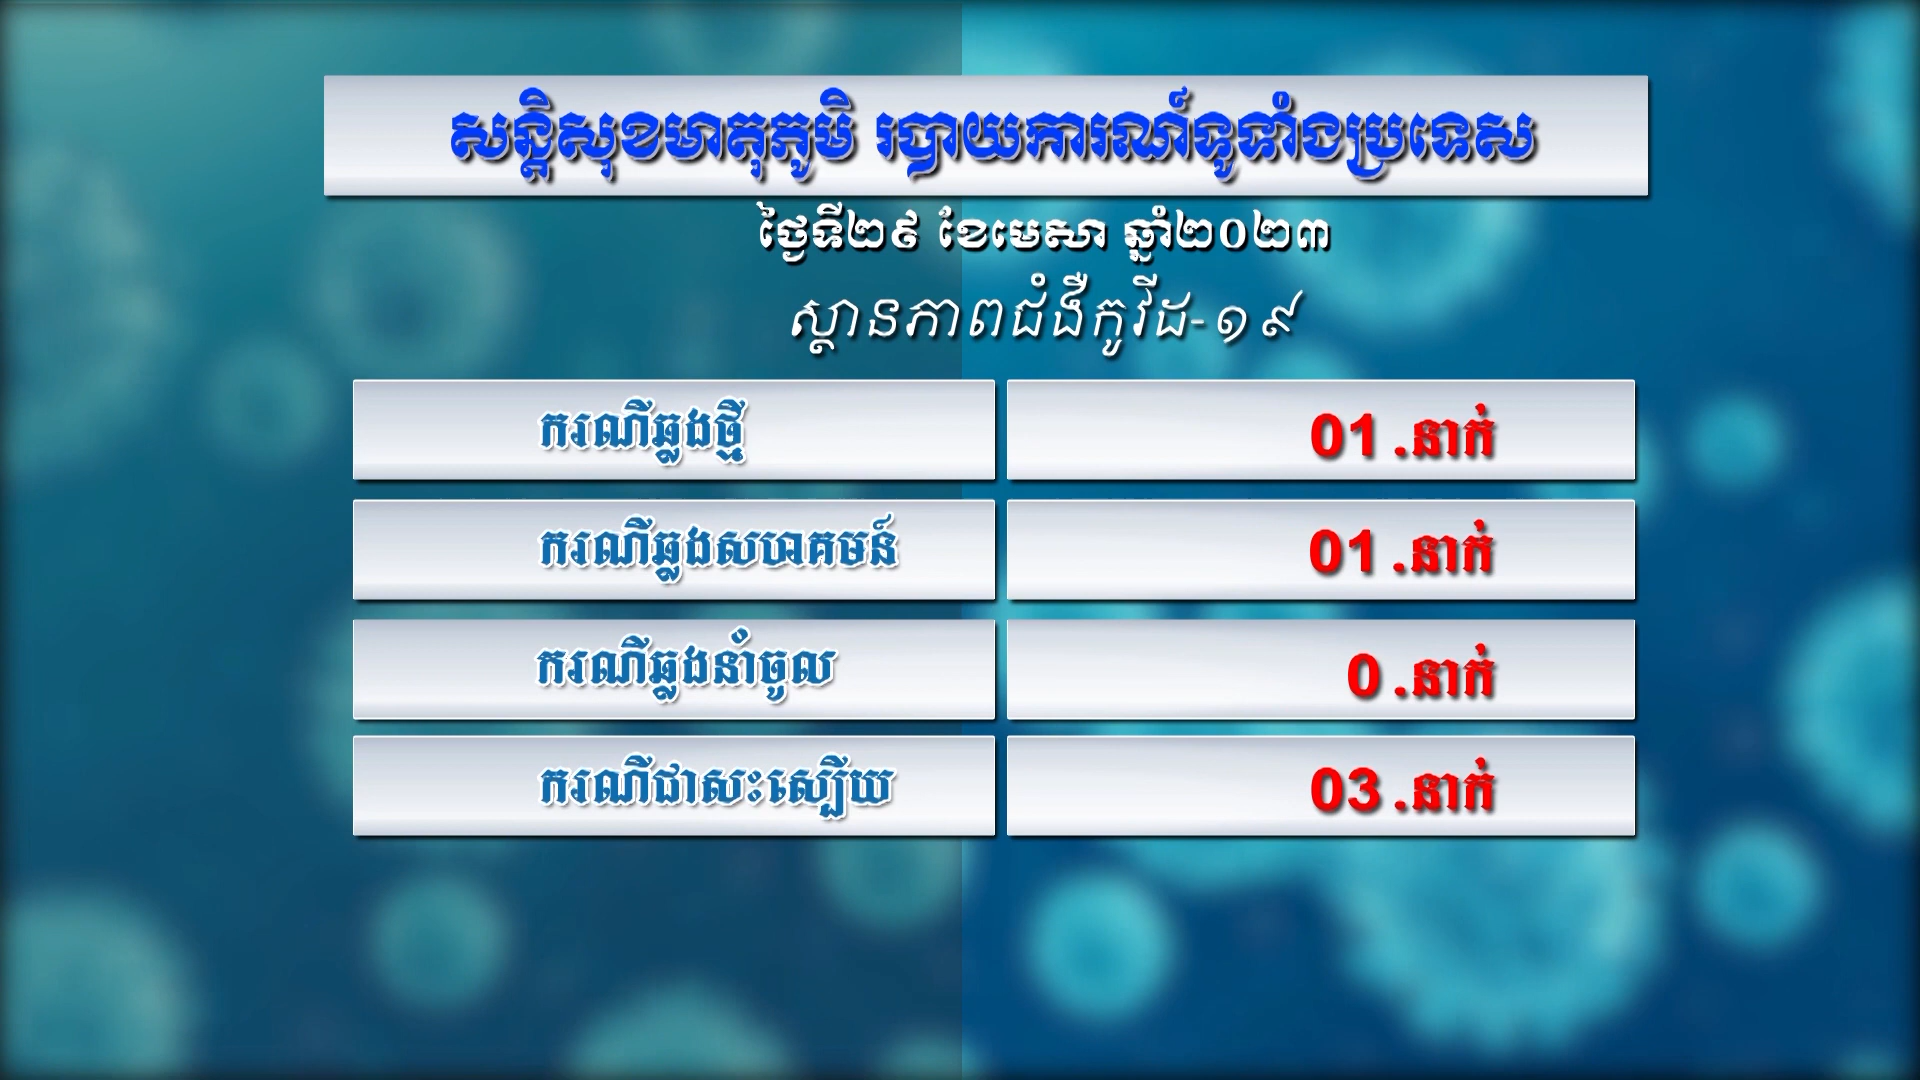 សន្តិសុខមាតុភូមិ របាយការណ៍ទូទាំងប្រទេស
ថ្ងៃទី២៩ ខែមេសា ឆ្នាំ២០២៣
ស្ថានភាពជំងឺកូវីដ-១៩
ករណីឆ្លងថ្មី 01 .នាក់
ករណីឆ្លងសហគមន៍ 01 .នាក់
ករណីឆ្លងនាំចូល 0 .នាក់
ករណីជាសះស្បើយ 03 .នាក់